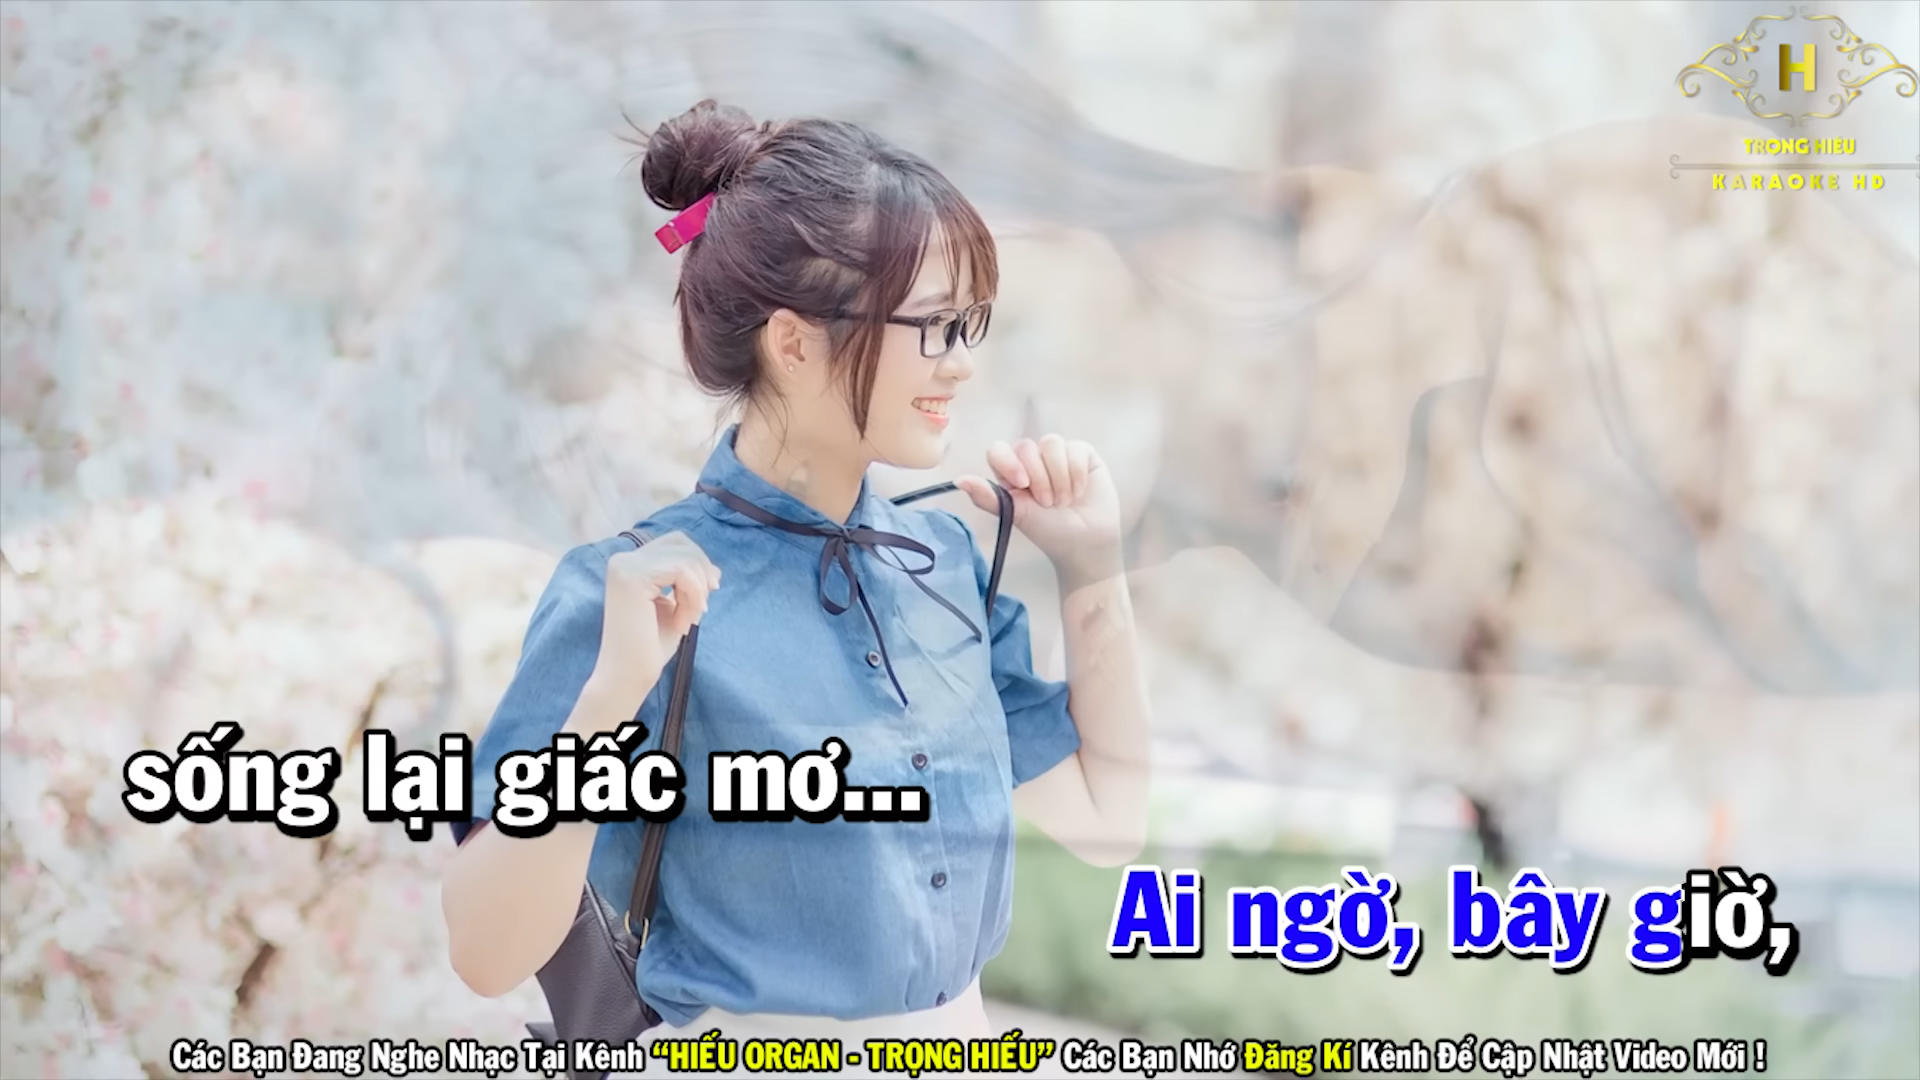 H
TRỌNG HIẾU
KARAOKE HD
sống lại giấc mơ...
Ai ngờ, bây giờ,
Các Bạn Đang Nghe Nhạc Tại Kênh “HIẾU ORGAN - TRỌNG HIẾU” Các Bạn Nhớ Đăng Kí Kênh Để Cập Nhật Video Mới !